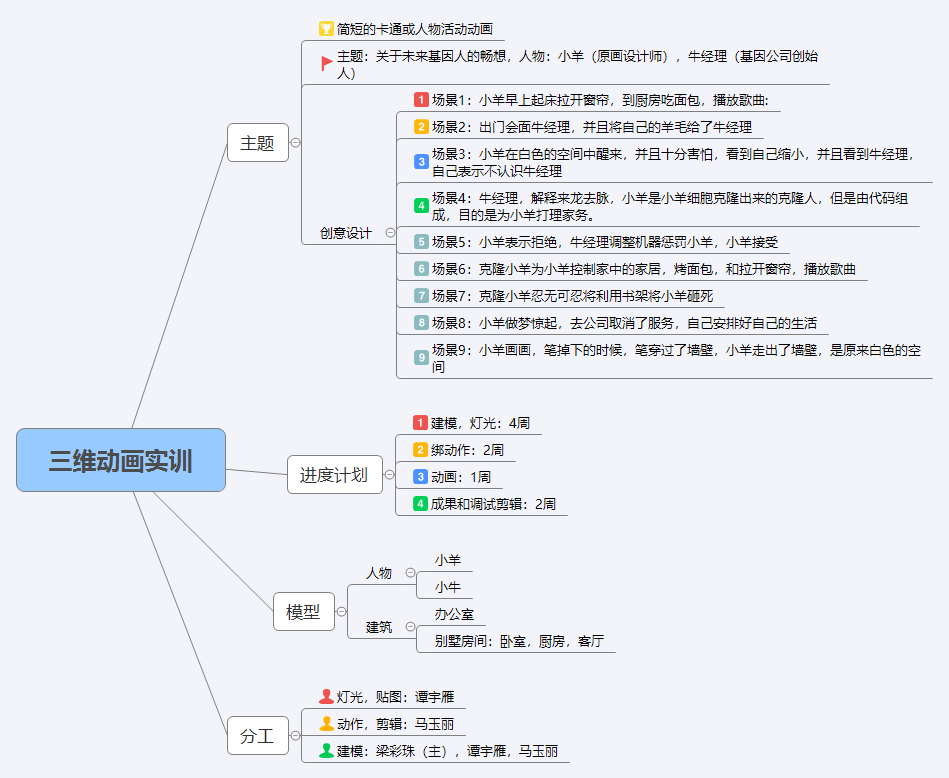 三维动画实训
主题
简短的卡通或人物活动动画
主题：关于未来基因人的畅想，人物：小羊（原画设计师），牛经理（基因公司创始
人）
创意设计
1 场景1：小羊早上起床拉开窗帘，到厨房吃面包，播放歌曲:
2 场景2：出门会面牛经理，并且将自己的羊毛给了牛经理
3 场景3：小羊在白色的空间中醒来，并且十分害怕，看到自己缩小，并且看到牛经理，
自己表示不认识牛经理
4 场景4：牛经理，解释来龙去脉，小羊是小羊细胞克隆出来的克隆人，但是由代码组
成，目的是为小羊打理家务。
5 场景5：小羊表示拒绝，牛经理调整机器惩罚小羊，小羊接受
6 场景6：克隆小羊为小羊控制家中的家居，烤面包，和拉开窗帘，播放歌曲
7 场景7：克隆小羊忍无可忍将利用书架将小羊砸死
8 场景8：小羊做梦惊起，去公司取消了服务，自己安排好自己的生活
9 场景9：小羊画画，笔掉下的时候，笔穿过了墙壁，小羊走出了墙壁，是原来白色的空
间
进度计划
1 建模，灯光：4周
2 绑动作：2周
3 动画：1周
4 成果和调试剪辑：2周
模型
人物
小羊
小牛
建筑
办公室
别墅房间：卧室，厨房，客厅
分工
灯光，贴图：谭宇雁
动作，剪辑：马玉丽
建模：梁彩珠（主），谭宇雁，马玉丽